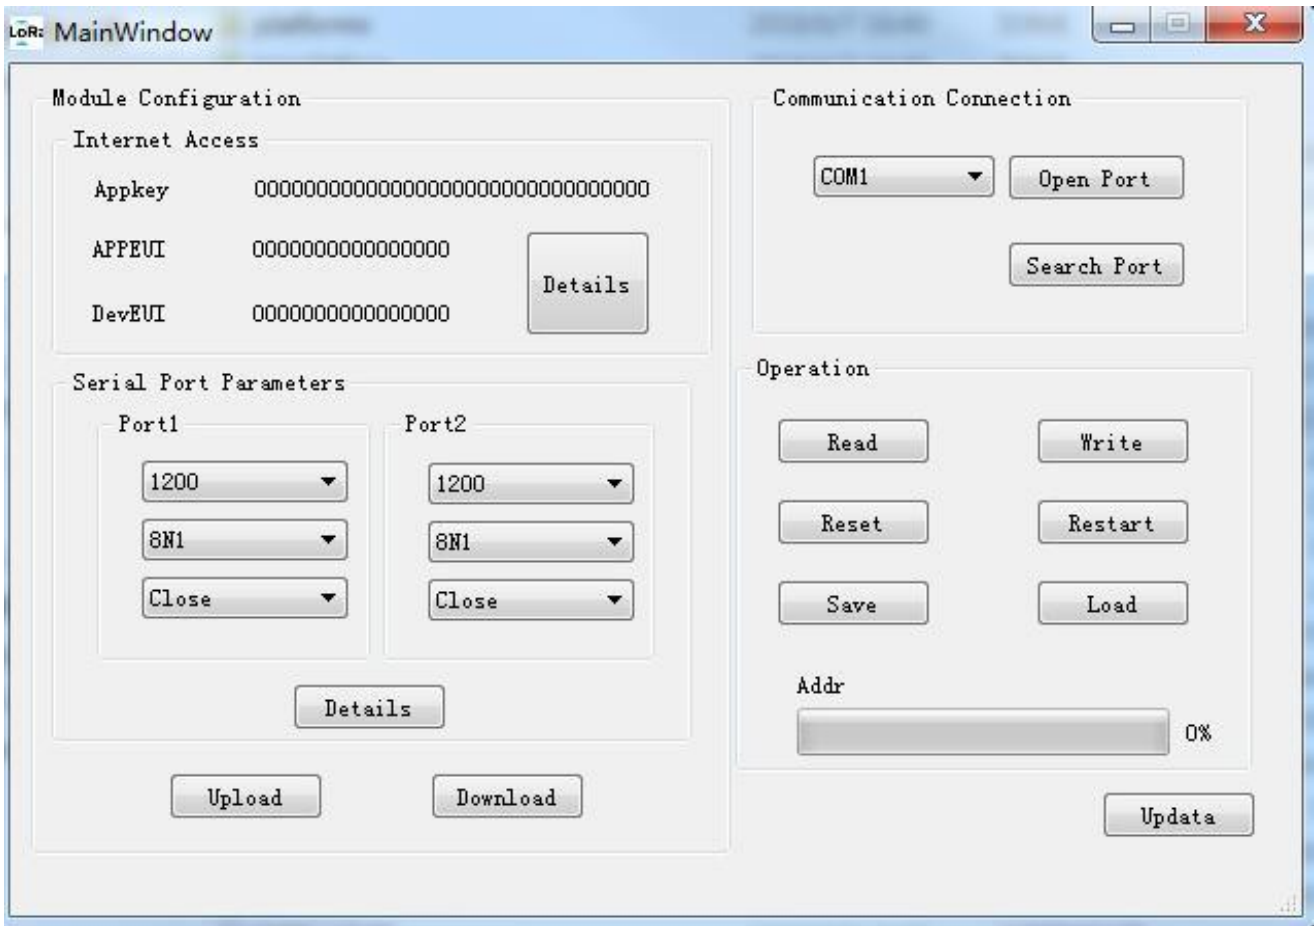 LoRa MainWindow
Module Configuration
Internet Access
Appkey 00000000000000000000000000000000
APPEUI 0000000000000000
DevEUI 0000000000000000
Details
Serial Port Parameters
Port1
1200
8N1
Close
Port2
1200
8N1
Close
Details
Upload Download
Communication Connection
COM1 Open Port
Search Port
Operation
Read Write
Reset Restart
Save Load
Addr
0%
Updata